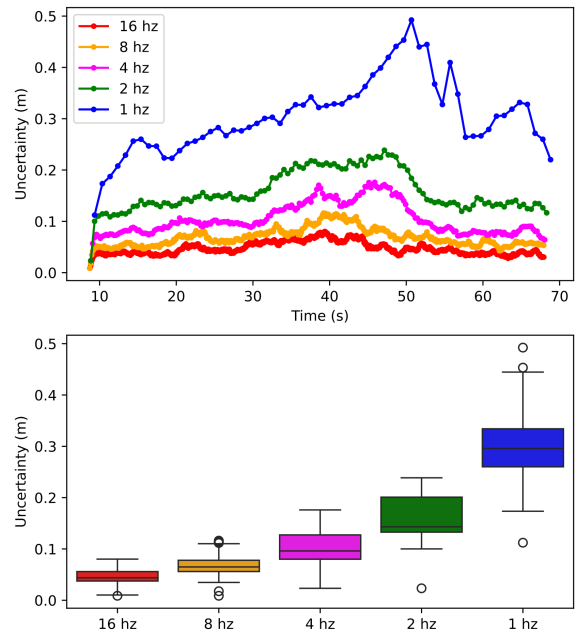 Uncertainty (m)
0.5
0.4
0.3
0.2
0.1
0.0
16 hz
8 hz
4 hz
2 hz
1 hz
10 20 30 40 50 60 70
Time (s)
Uncertainty (m)
0.5
0.4
0.3
0.2
0.1
0.0
16 hz 8 hz 4 hz 2 hz 1 hz